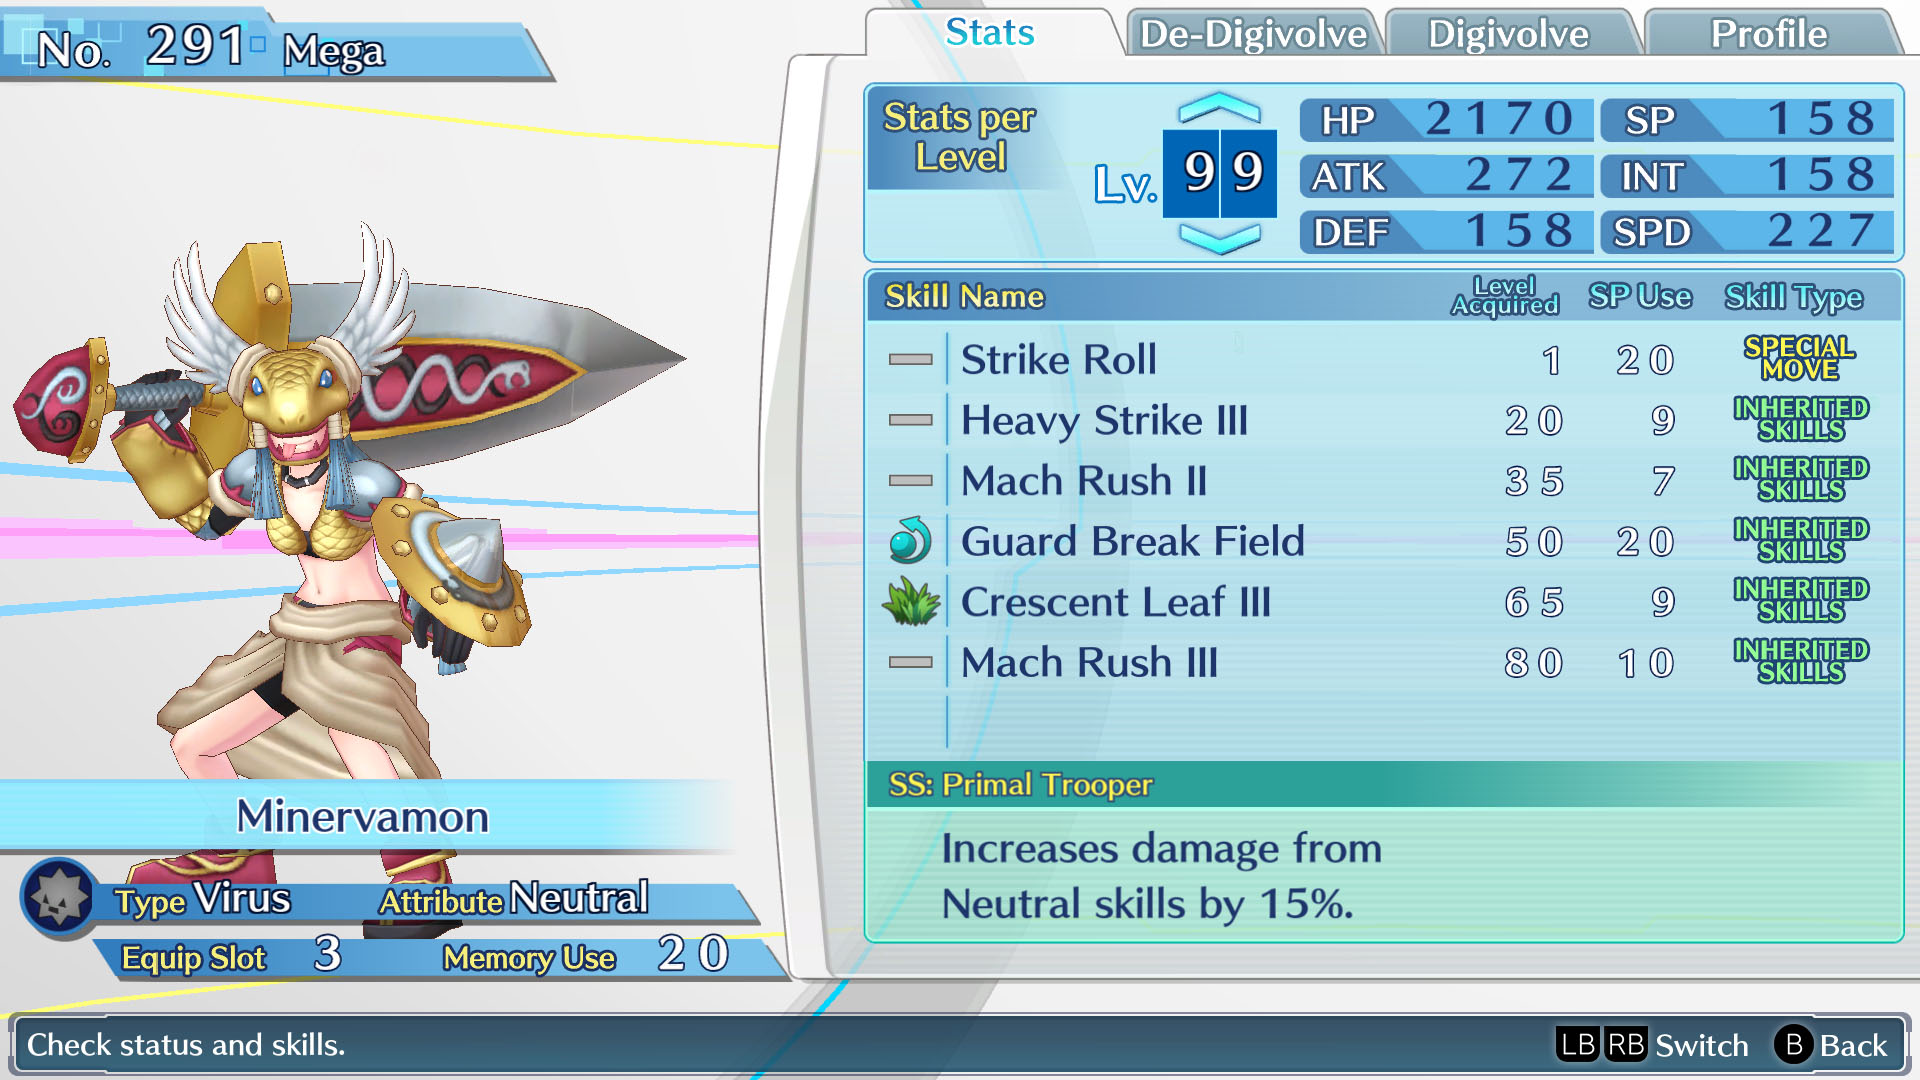 No. 291 Mega
Stats
De-Digivolve
Digivolve
Profile
Stats per
Level
Lv. 99
HP 2170
SP 158
ATK 272
INT 158
DEF 158
SPD 227
Skill Name
Level
Acquired
SP Use
Skill Type
Strike Roll 1 20 SPECIAL
MOVE
Heavy Strike III 20 9 INHERITED
SKILLS
Mach Rush II 35 7 INHERITED
SKILLS
Guard Break Field 50 20 INHERITED
SKILLS
Crescent Leaf III 65 9 INHERITED
SKILLS
Mach Rush III 80 10 INHERITED
SKILLS
SS: Primal Trooper
Increases damage from
Neutral skills by 15%.
Minervamon
Type Virus Attribute Neutral
Equip Slot 3 Memory Use 20
Check status and skills.
LB RB Switch B Back